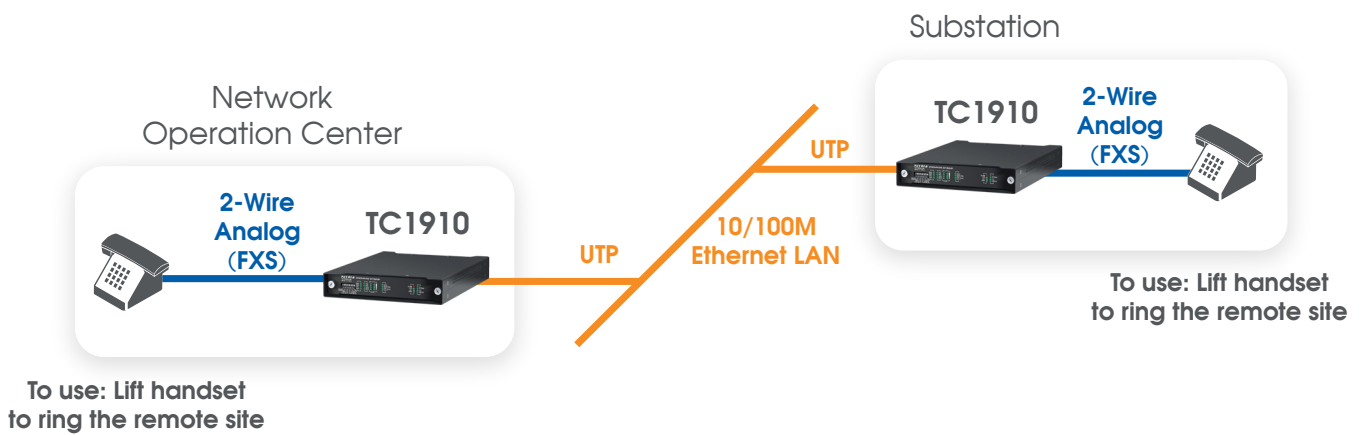 Substation
Network
Operation Center
2-Wire
Analog
(FXS)
TC1910
UTP
10/100M
Ethernet LAN
UTP
TC1910
2-Wire
Analog
(FXS)
To use: Lift handset
to ring the remote site
To use: Lift handset
to ring the remote site